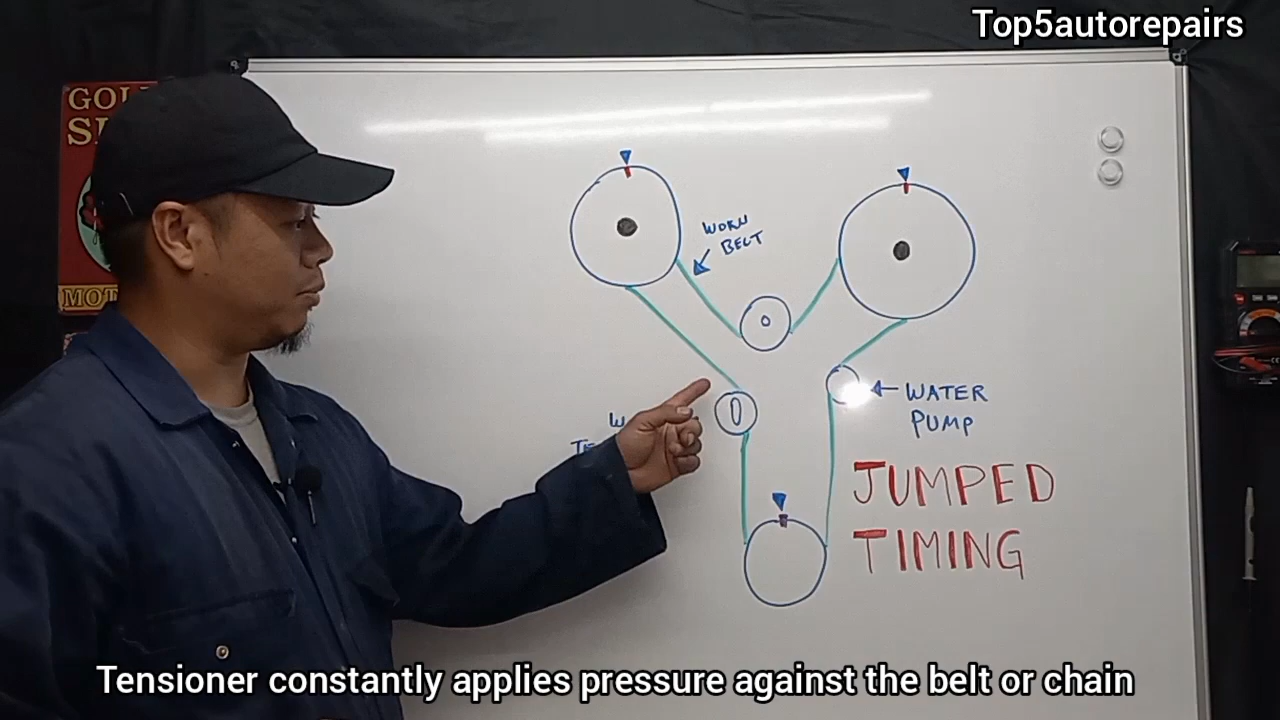 Top5autorepairs
WORN
BELT
WATER
PUMP
JUMPED
TIMING
Tensioner constantly applies pressure against the belt or chain